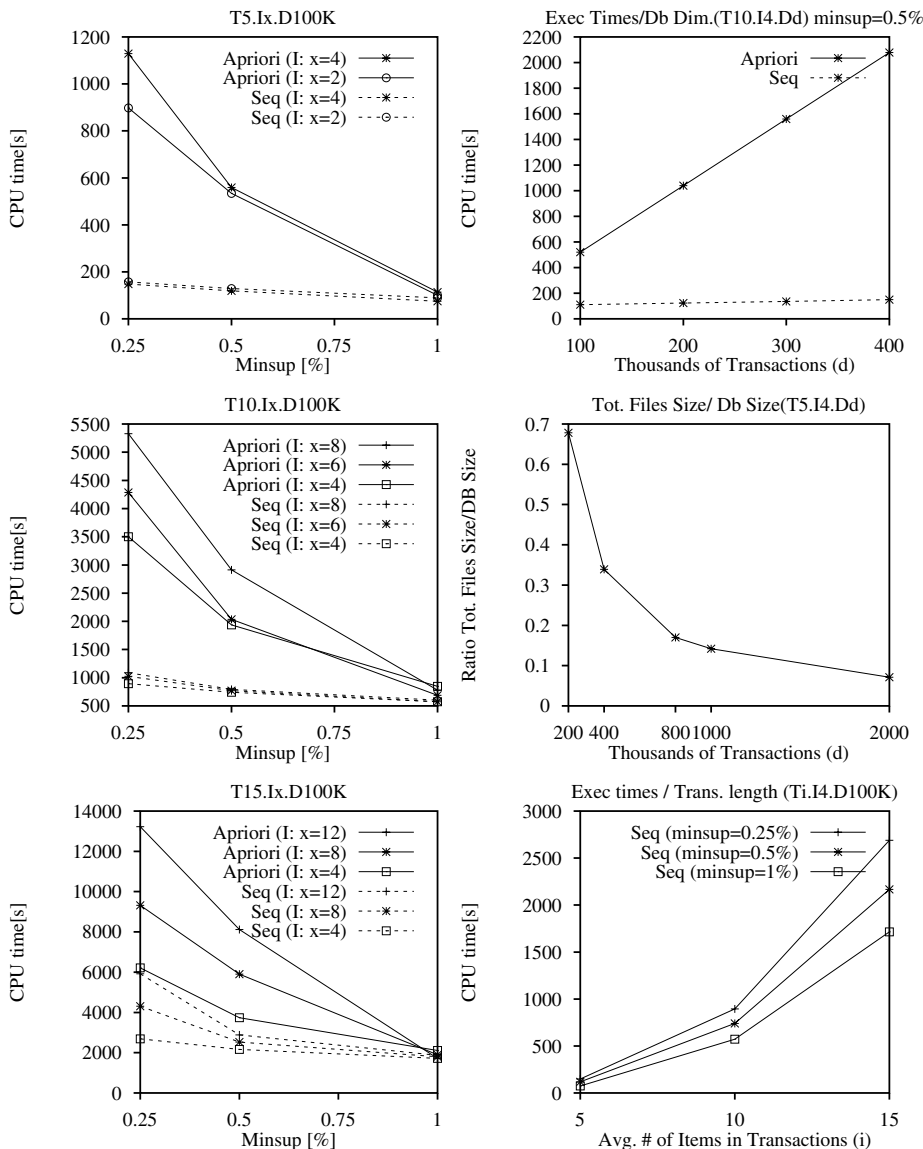 T5.Ix.D100K
CPU time[s]
1200
1000
800
600
400
200
0
Apriori (I: x=4)
Apriori (I: x=2)
Seq (I: x=4)
Seq (I: x=2)
0.25
0.5
0.75
1
Minsup [%]
Exec Times/Db Dim.(T10.I4.Dd) minsup=0.5%
CPU time[s]
2200
2000
1800
1600
1400
1200
1000
800
600
400
200
0
Apriori
Seq
100
200
300
400
Thousands of Transactions (d)
T10.Ix.D100K
CPU time[s]
5500
5000
4500
4000
3500
3000
2500
2000
1500
1000
500
Apriori (I: x=8)
Apriori (I: x=6)
Apriori (I: x=4)
Seq (I: x=8)
Seq (I: x=6)
Seq (I: x=4)
0.25
0.5
0.75
1
Minsup [%]
Tot. Files Size/ Db Size(T5.I4.Dd)
Ratio Tot. Files Size/DB Size
0.7
0.6
0.5
0.4
0.3
0.2
0.1
0
200
400
800
1000
2000
Thousands of Transactions (d)
T15.Ix.D100K
CPU time[s]
14000
12000
10000
8000
6000
4000
2000
0
Apriori (I: x=12)
Apriori (I: x=8)
Apriori (I: x=4)
Seq (I: x=12)
Seq (I: x=8)
Seq (I: x=4)
0.25
0.5
0.75
1
Minsup [%]
Exec times / Trans. length (Ti.I4.D100K)
CPU time[s]
3000
2500
2000
1500
1000
500
0
Seq (minsup=0.25%)
Seq (minsup=0.5%)
Seq (minsup=1%)
5
10
15
Avg. # of Items in Transactions (i)